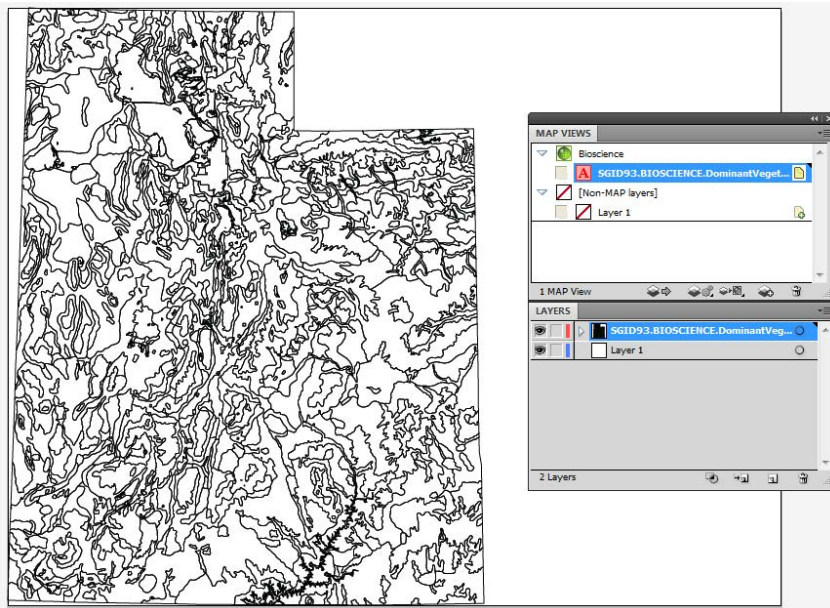 MAP VIEWS
Bioscience
SGID93.BIOSCIENCE.DominantVeget...
[Non-MAP layers]
Layer 1
1 MAP View
LAYERS
SGID93.BIOSCIENCE.DominantVeg...
Layer 1
2 Layers